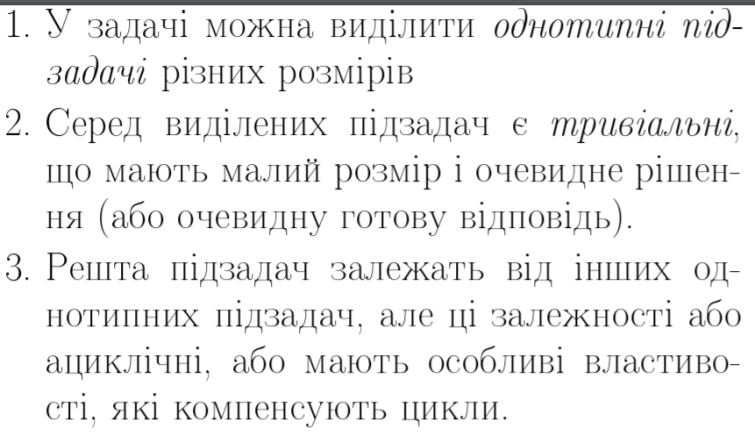 1. У задачі можна виділити однотипні під-
задачі різних розмірів
2. Серед виділених підзадач є тривіальні,
що мають малий розмір і очевидне рішен-
ня (або очевидну готову відповідь).
3. Решта підзадач залежать від інших од-
нотипних підзадач, але ці залежності або
ациклічні, або мають особливі властиво-
сті, які компенсують цикли.